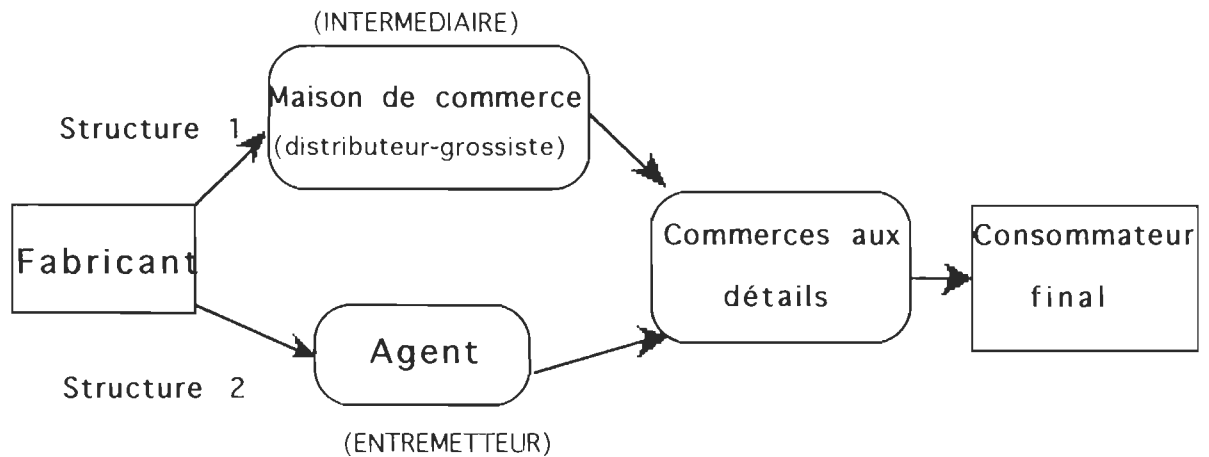 (INTERMEDIAIRE)
Maison de commerce
(distributeur-grossiste)
Structure 1
Fabricant
Commerces aux
détails
Consommateur
final
Agent
Structure 2
(ENTREMETTEUR)